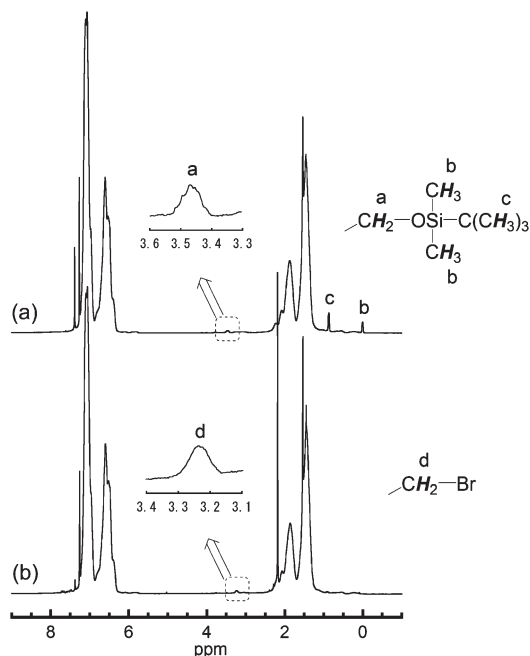 a
3.6 3.5 3.4 3.3
b
CH3
a
c
CH2—OSi—C(CH3)3
CH3
b
c
b
(a)
d
3.4 3.3 3.2 3.1
d
CH2—Br
(b)
8 6 4 2 0
ppm